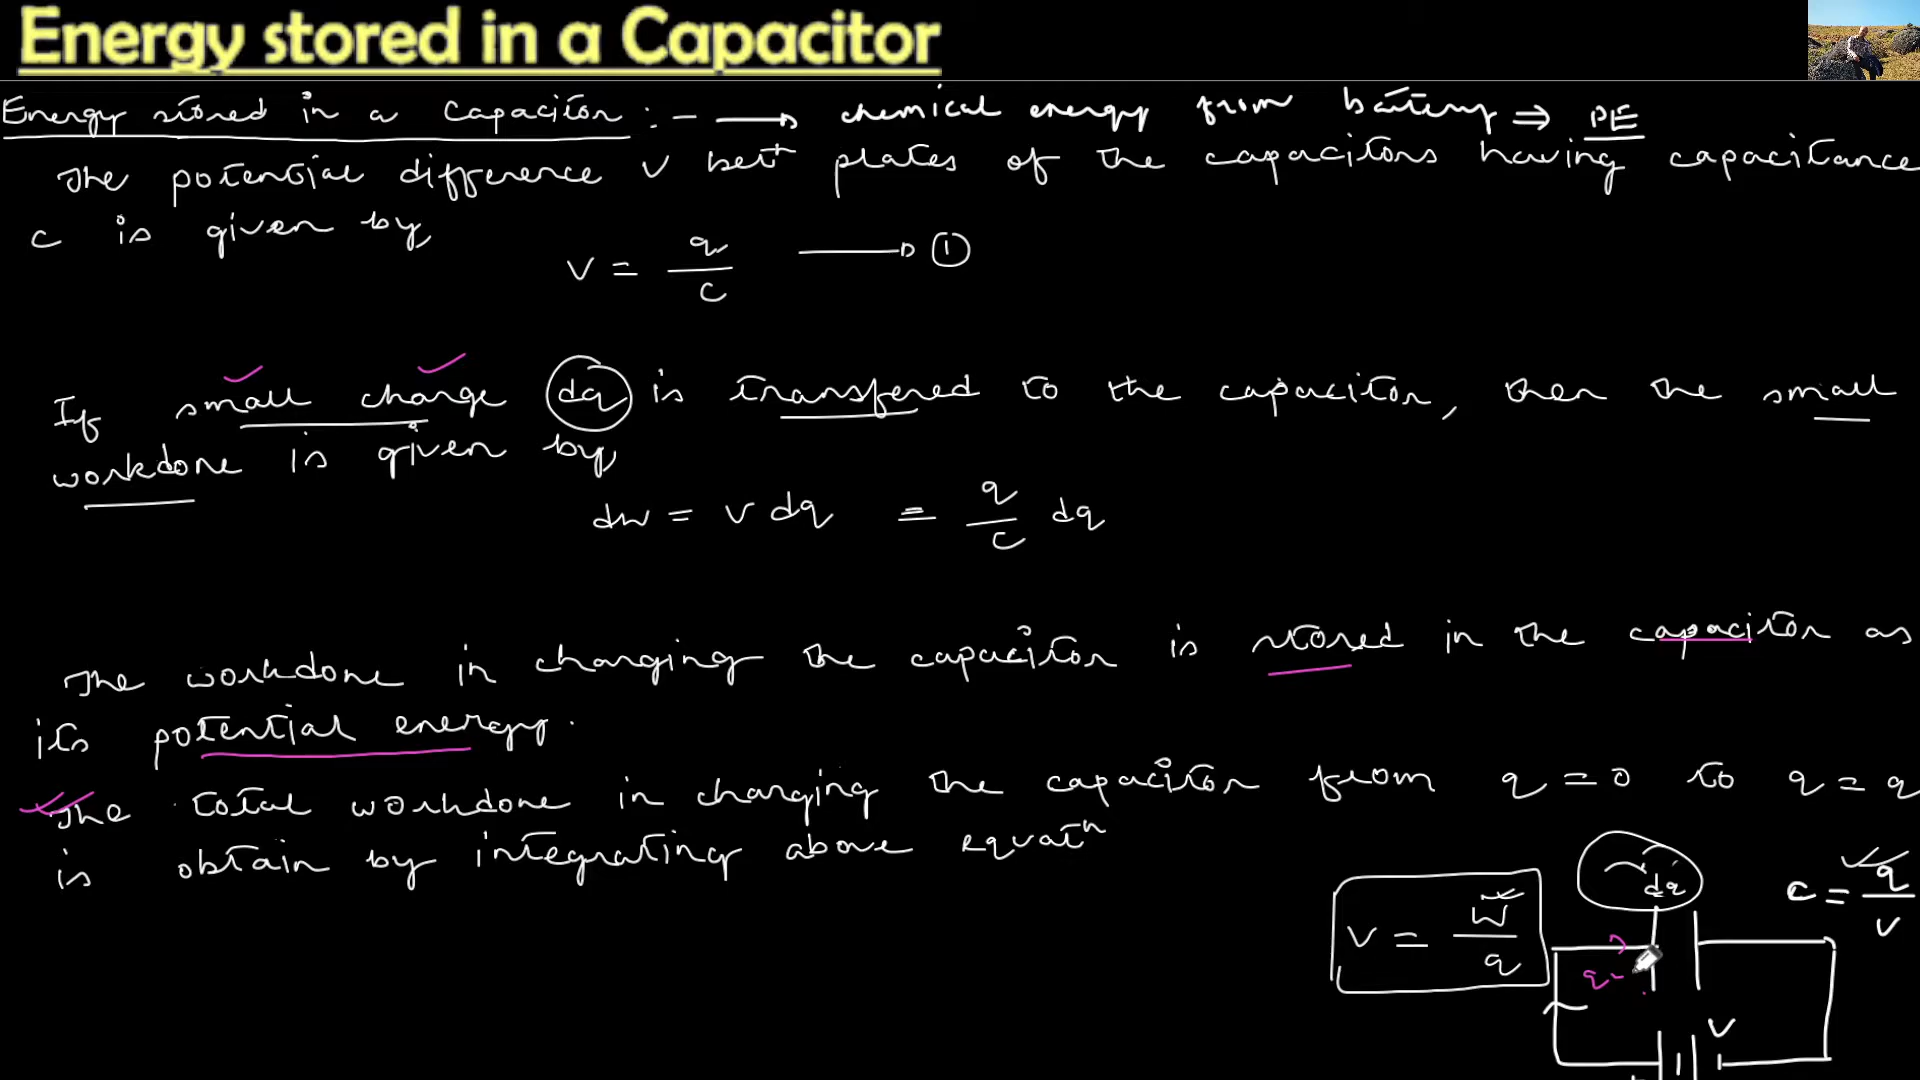 Energy stored in a Capacitor
Energy stored in a capacitor :- → chemical energy from battery ⇒ PE
The potential difference V betⁿ plates of the capacitors having capacitance
C is given by
V = q/C → ①
If small charge dq is transfered to the capacitor, then the small
workdone is given by
dw = V dq = q/C dq
The workdone in charging the capacitor is stored in the capacitor as
its potential energy.
The total workdone in charging the capacitor from q = 0 to q = q
is obtain by integrating above equatⁿ
dq
C = q/V
V = W/q
q-
V
+